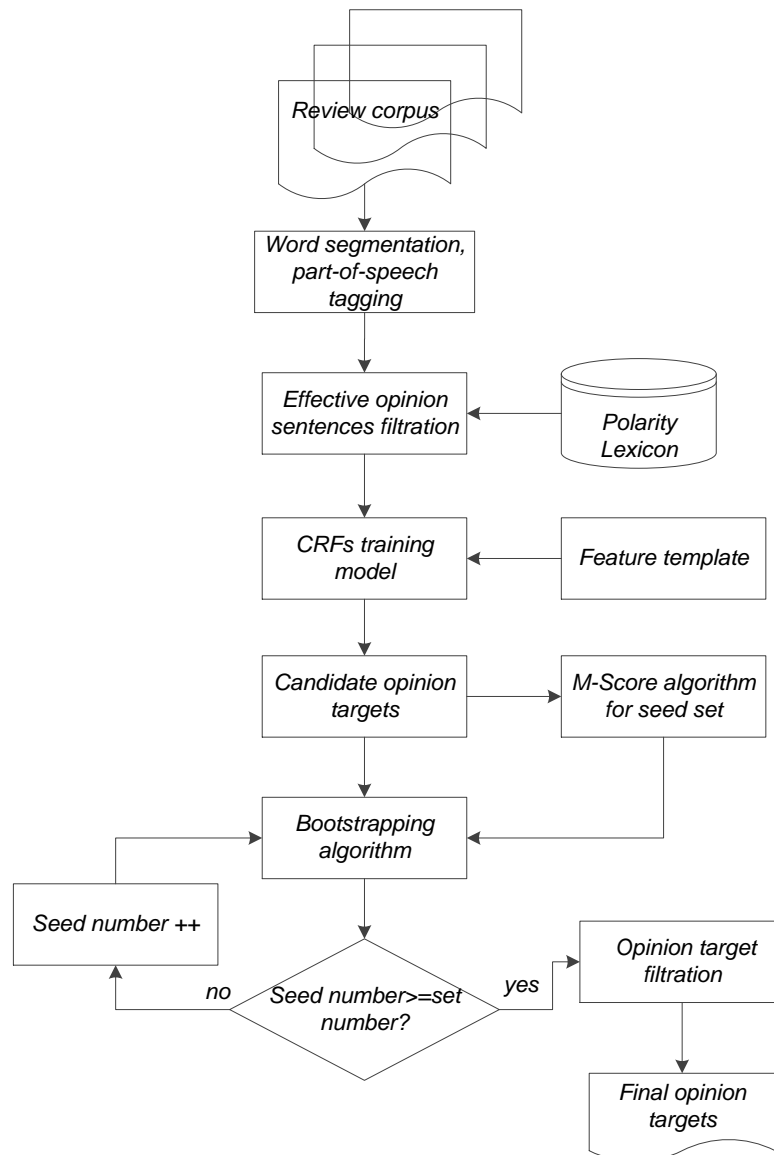 Review corpus
Word segmentation,
part-of-speech
tagging
Effective opinion
sentences filtration
Polarity
Lexicon
CRFs training
model
Feature template
Candidate opinion
targets
M-Score algorithm
for seed set
Bootstrapping
algorithm
Seed number ++
no
Seed number>=set
number?
yes
Opinion target
filtration
Final opinion
targets